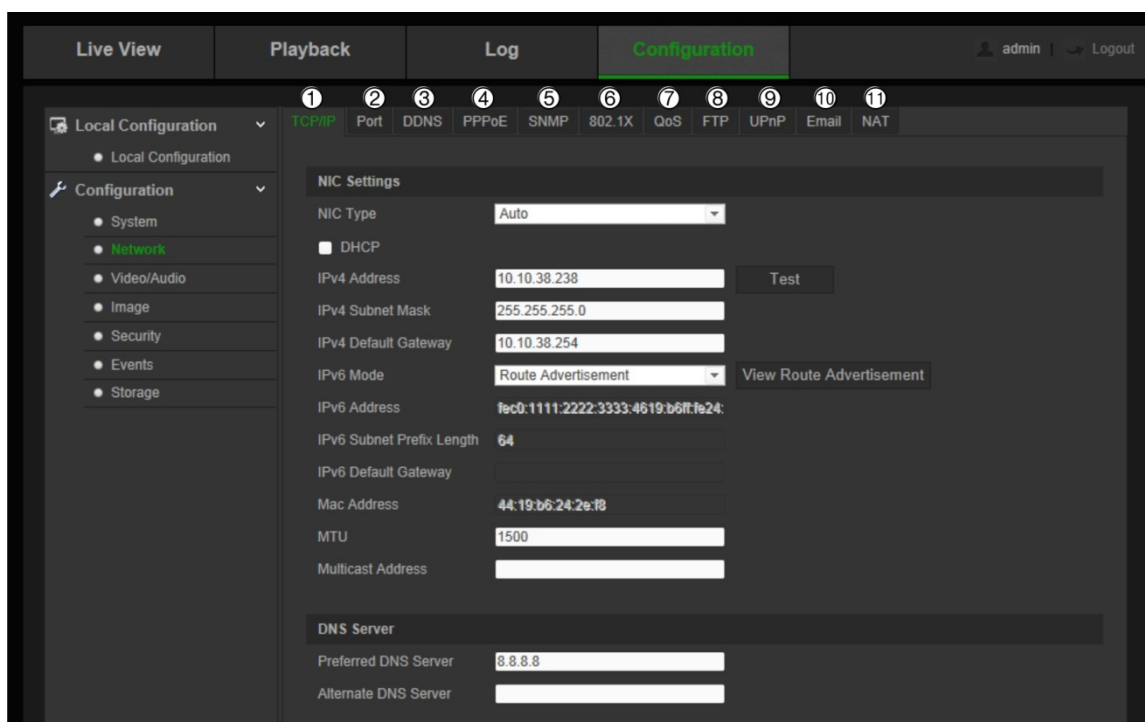 Live View Playback Log Configuration admin | Logout
① ② ③ ④ ⑤ ⑥ ⑦ ⑧ ⑨ ⑩ ⑪
TCP/IP Port DDNS PPPoE SNMP 802.1X QoS FTP UPnP Email NAT
Local Configuration
Local Configuration
Configuration
System
Network
Video/Audio
Image
Security
Events
Storage
NIC Settings
NIC Type Auto
DHCP
IPv4 Address 10.10.38.238 Test
IPv4 Subnet Mask 255.255.255.0
IPv4 Default Gateway 10.10.38.254
IPv6 Mode Route Advertisement View Route Advertisement
IPv6 Address fec0:1111:2222:3333:4619:b6ff:fe24:
IPv6 Subnet Prefix Length 64
IPv6 Default Gateway
Mac Address 44:19:b6:24:2e:f8
MTU 1500
Multicast Address
DNS Server
Preferred DNS Server 8.8.8.8
Alternate DNS Server